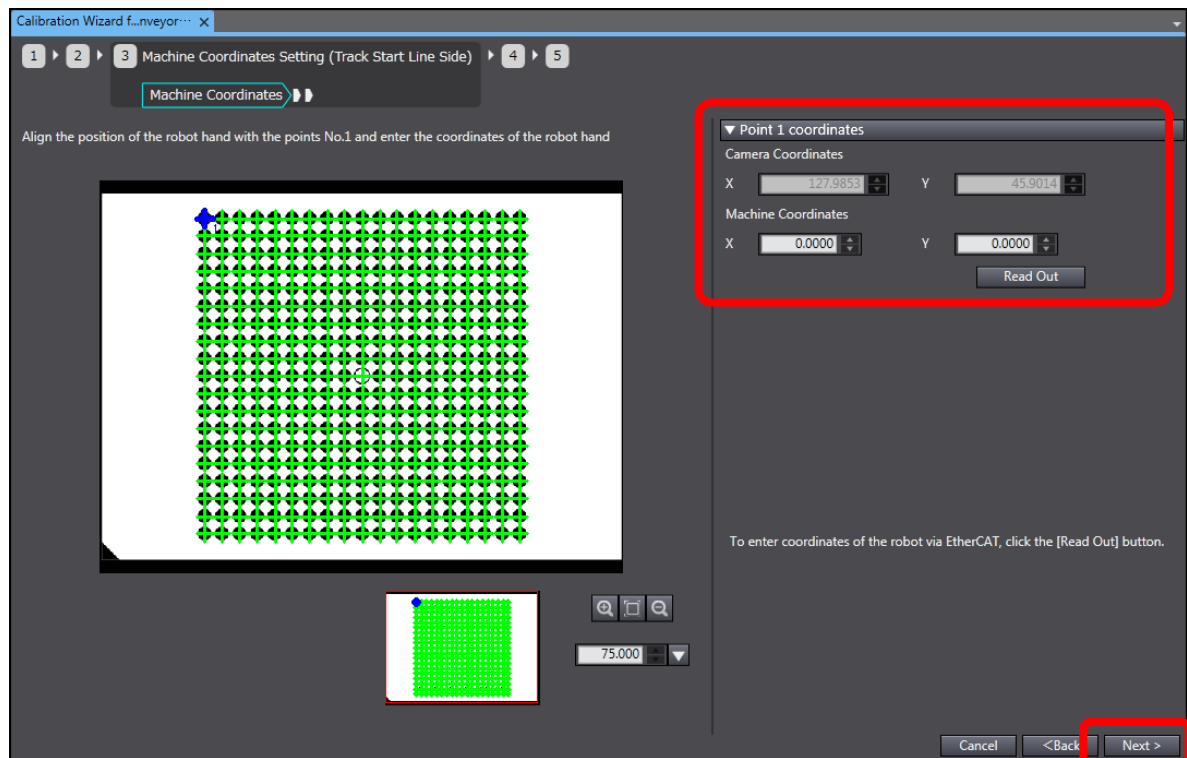 Calibration Wizard f...nveyor···
1 2 3 Machine Coordinates Setting (Track Start Line Side) 4 5
Machine Coordinates
Align the position of the robot hand with the points No.1 and enter the coordinates of the robot hand
1
Point 1 coordinates
Camera Coordinates
X 127.9853 Y 45.9014
Machine Coordinates
X 0.0000 Y 0.0000
Read Out
To enter coordinates of the robot via EtherCAT, click the [Read Out] button.
75.000
Cancel <Back Next >